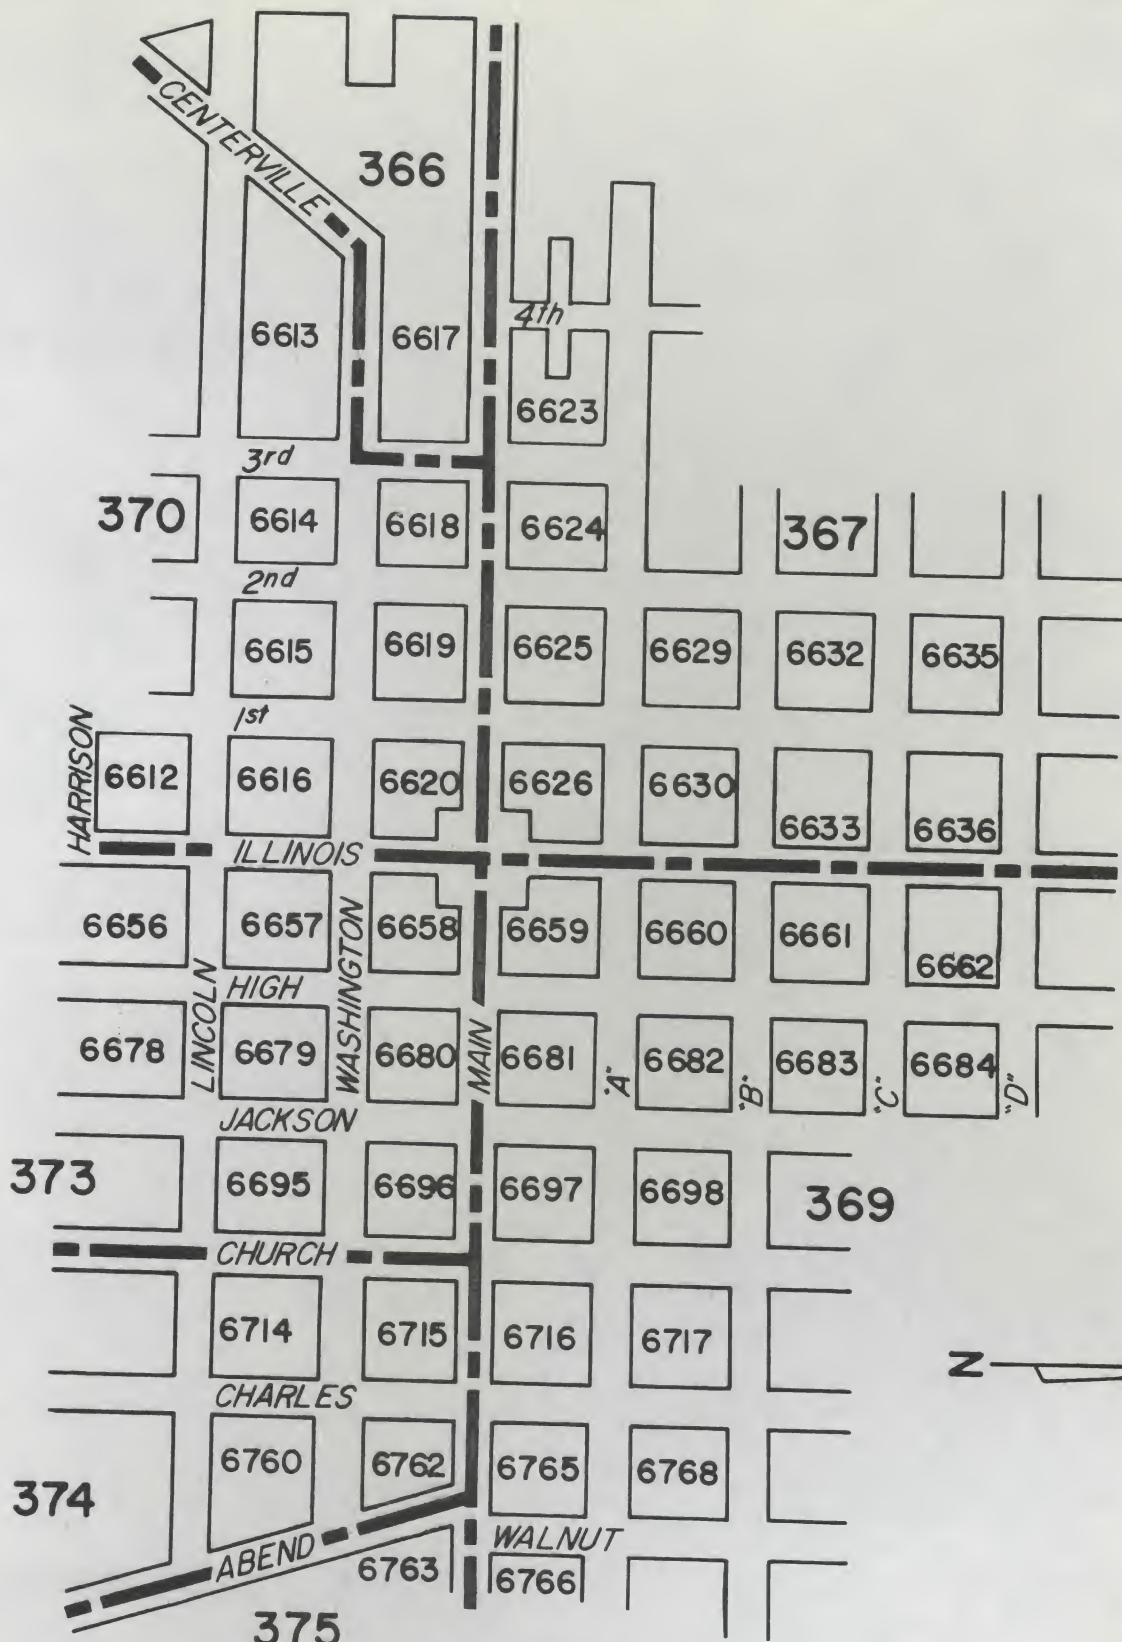 CENTERVILLE
366
4th
6613 6617
6623
3rd
370 6614 6618 6624 367
2nd
6615 6619 6625 6629 6632 6635
1st
HARRISON 6612 6616 6620 6626 6630 6633 6636
ILLINOIS
6656 6657 6658 6659 6660 6661 6662
LINCOLN HIGH WASHINGTON MAIN
6678 6679 6680 6681 "A" 6682 "B" 6683 "C" 6684 "D"
JACKSON
373 6695 6696 6697 6698 369
CHURCH
6714 6715 6716 6717
Z
CHARLES
6760 6762 6765 6768
374
ABEND WALNUT
6763 6766
375